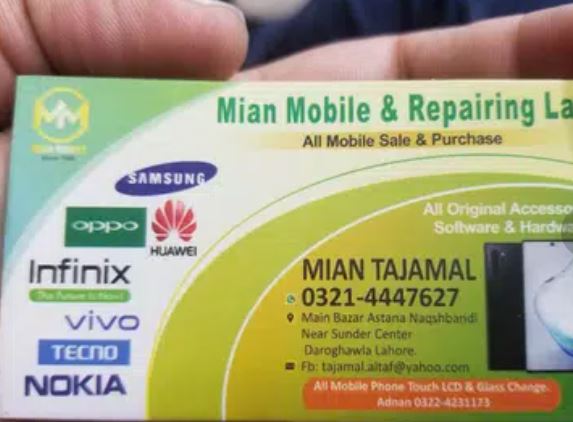 Mian Mobile & Repairing La
All Mobile Sale & Purchase
SAMSUNG
oppo
HUAWEI
Infinix
The Future Is Now!
vivo
TECNO
NOKIA
All Original Accesso
Software & Hardwa
MIAN TAJAMAL
0321-4447627
Main Bazar Astana Naqshbandi
Near Sunder Center
Daroghawla Lahore.
Fb: tajamal.altaf@yahoo.com
All Mobile Phone Touch LCD & Glass Change.
Adnan 0322-4231173